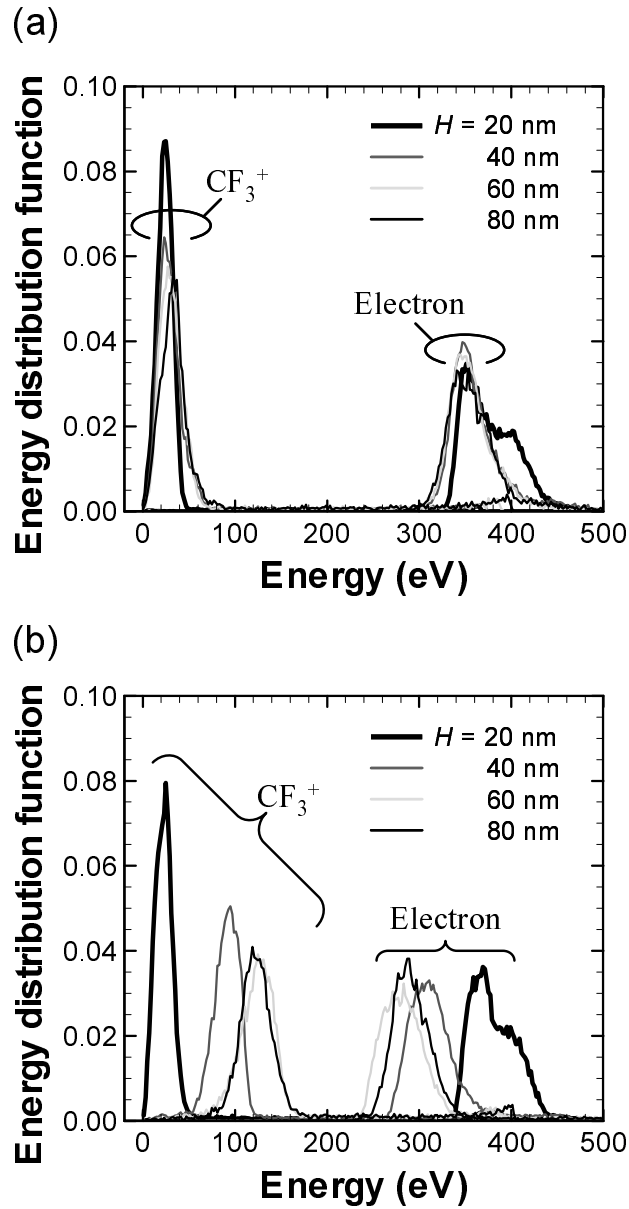 (a)
Energy distribution function
0.10
0.08
0.06
0.04
0.02
0.00
H = 20 nm
40 nm
60 nm
80 nm
CF3+
Electron
0 100 200 300 400 500
Energy (eV)
(b)
Energy distribution function
0.10
0.08
0.06
0.04
0.02
0.00
H = 20 nm
40 nm
60 nm
80 nm
CF3+
Electron
0 100 200 300 400 500
Energy (eV)